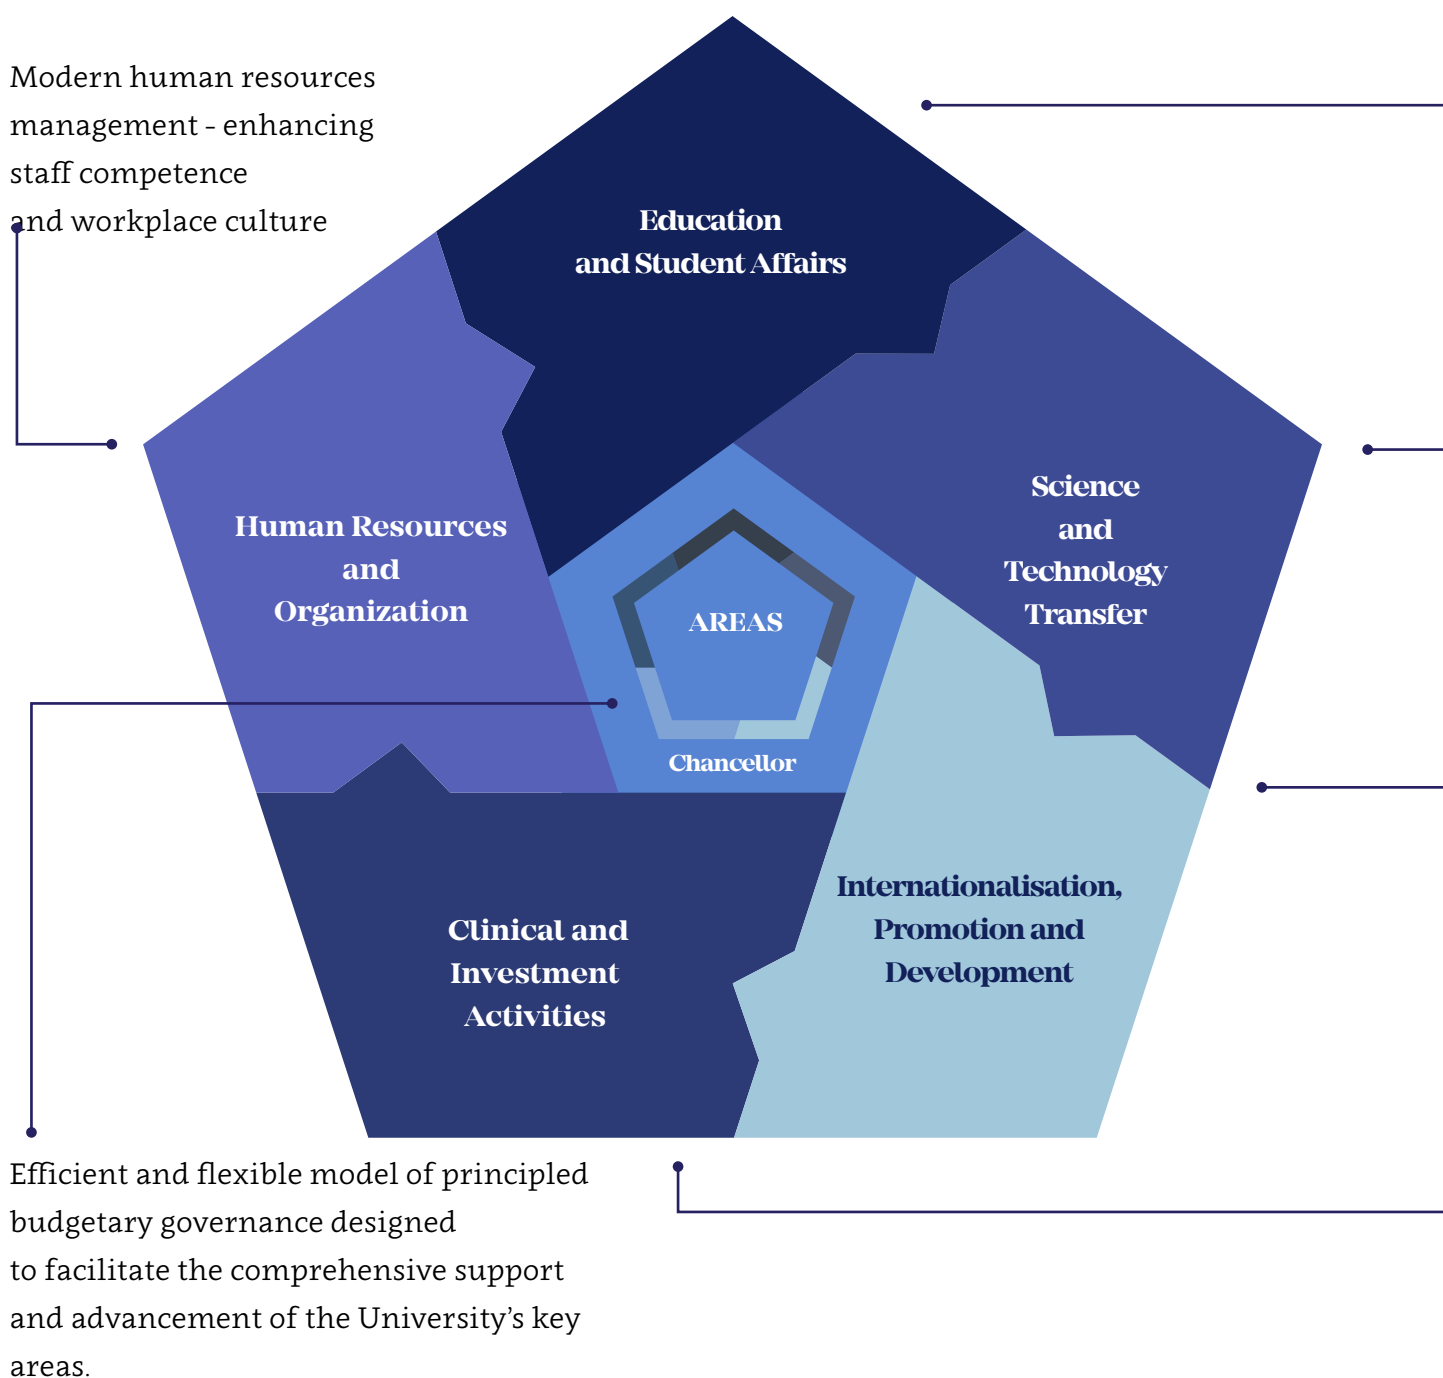 Modern human resources
management - enhancing
staff competence
and workplace culture
Education
and Student Affairs
Science
and
Technology
Transfer
Human Resources
and
Organization
AREAS
Chancellor
Internationalisation,
Promotion and
Development
Clinical and
Investment
Activities
Efficient and flexible model of principled
budgetary governance designed
to facilitate the comprehensive support
and advancement of the University’s key
areas.